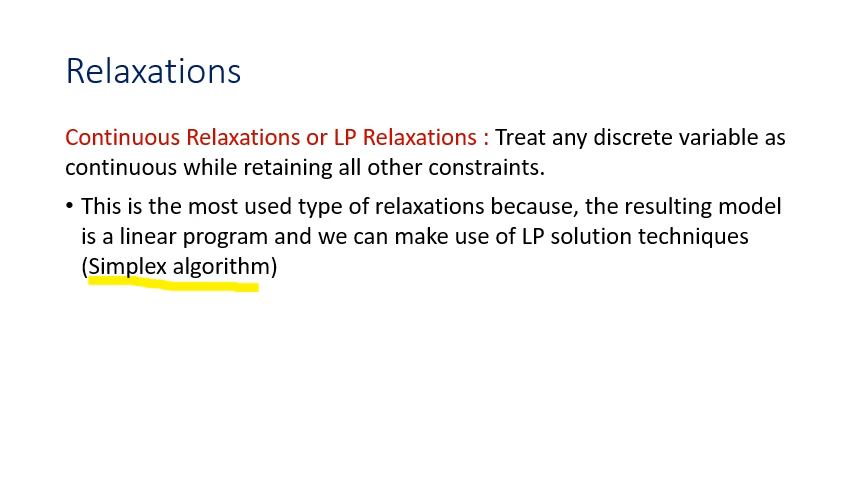 Relaxations
Continuous Relaxations or LP Relaxations : Treat any discrete variable as
continuous while retaining all other constraints.
• This is the most used type of relaxations because, the resulting model
is a linear program and we can make use of LP solution techniques
(Simplex algorithm)